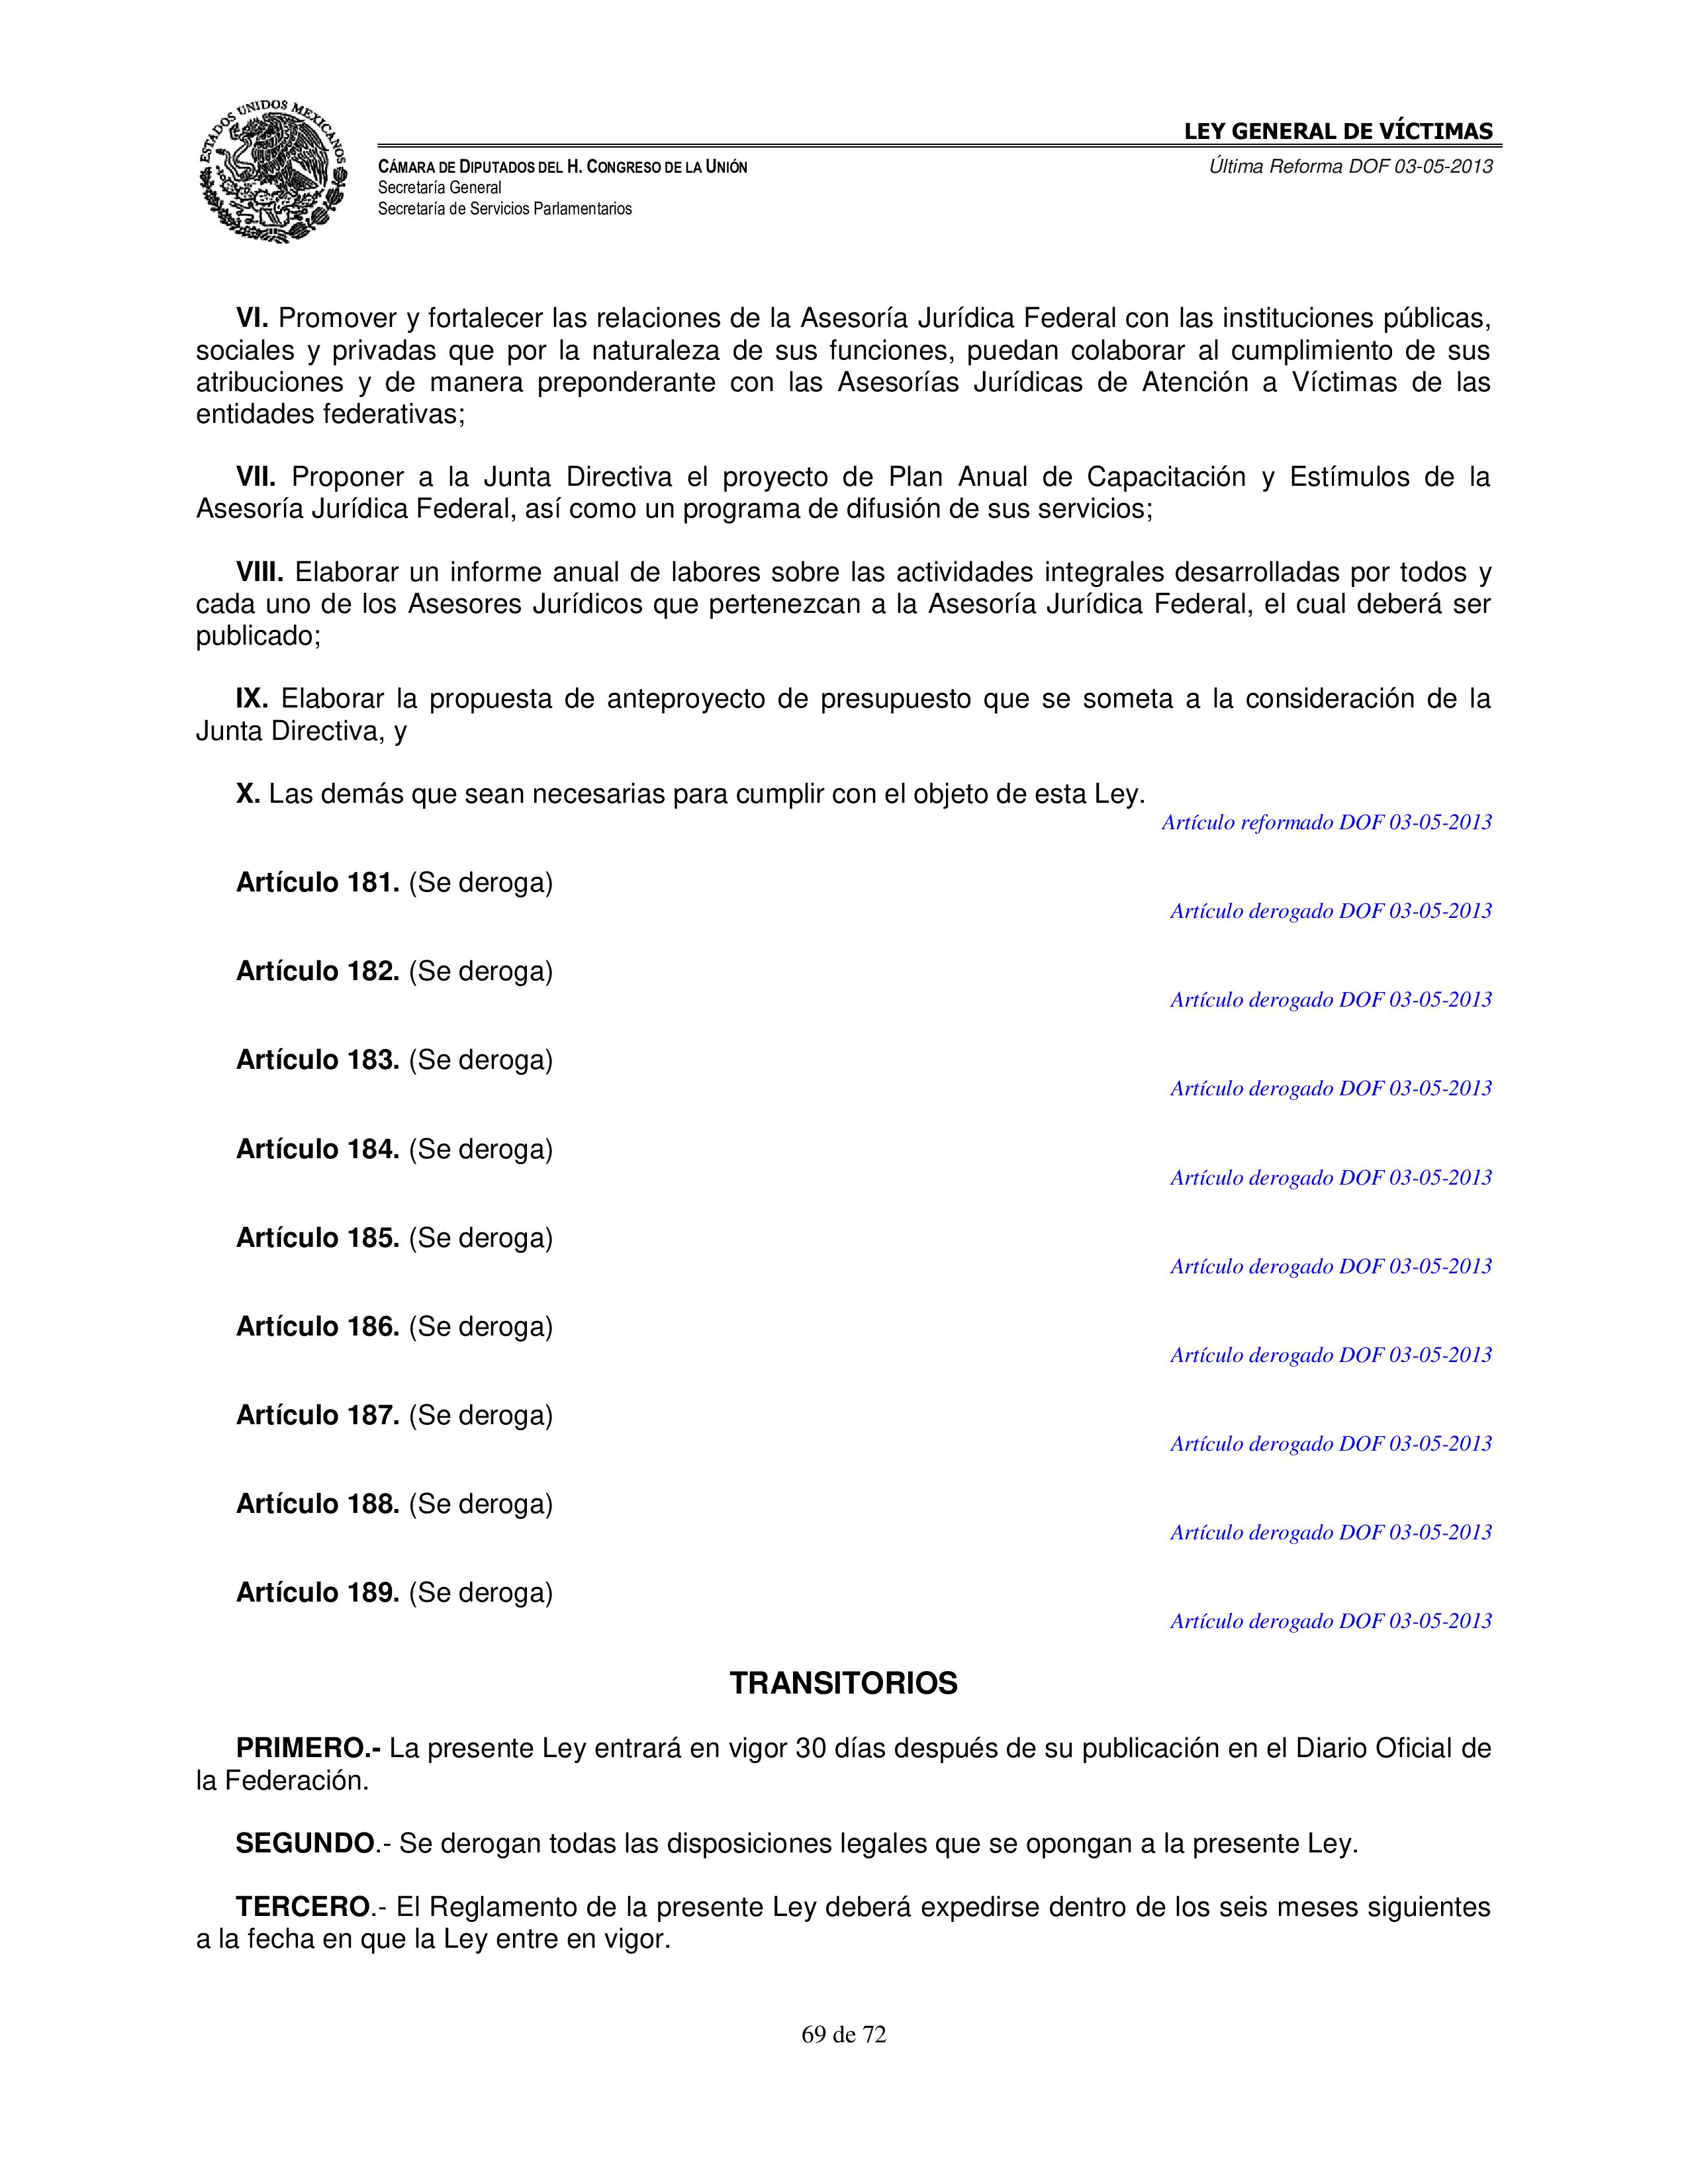 ESTADOS UNIDOS MEXICANOS
LEY GENERAL DE VÍCTIMAS
CÁMARA DE DIPUTADOS DEL H. CONGRESO DE LA UNIÓN
Última Reforma DOF 03-05-2013
Secretaría General
Secretaría de Servicios Parlamentarios
VI. Promover y fortalecer las relaciones de la Asesoría Jurídica Federal con las instituciones públicas,
sociales y privadas que por la naturaleza de sus funciones, puedan colaborar al cumplimiento de sus
atribuciones y de manera preponderante con las Asesorías Jurídicas de Atención a Víctimas de las
entidades federativas;
VII. Proponer a la Junta Directiva el proyecto de Plan Anual de Capacitación y Estímulos de la
Asesoría Jurídica Federal, así como un programa de difusión de sus servicios;
VIII. Elaborar un informe anual de labores sobre las actividades integrales desarrolladas por todos y
cada uno de los Asesores Jurídicos que pertenezcan a la Asesoría Jurídica Federal, el cual deberá ser
publicado;
IX. Elaborar la propuesta de anteproyecto de presupuesto que se someta a la consideración de la
Junta Directiva, y
X. Las demás que sean necesarias para cumplir con el objeto de esta Ley.
Artículo reformado DOF 03-05-2013
Artículo 181. (Se deroga)
Artículo derogado DOF 03-05-2013
Artículo 182. (Se deroga)
Artículo derogado DOF 03-05-2013
Artículo 183. (Se deroga)
Artículo derogado DOF 03-05-2013
Artículo 184. (Se deroga)
Artículo derogado DOF 03-05-2013
Artículo 185. (Se deroga)
Artículo derogado DOF 03-05-2013
Artículo 186. (Se deroga)
Artículo derogado DOF 03-05-2013
Artículo 187. (Se deroga)
Artículo derogado DOF 03-05-2013
Artículo 188. (Se deroga)
Artículo derogado DOF 03-05-2013
Artículo 189. (Se deroga)
Artículo derogado DOF 03-05-2013
TRANSITORIOS
PRIMERO.- La presente Ley entrará en vigor 30 días después de su publicación en el Diario Oficial de
la Federación.
SEGUNDO.- Se derogan todas las disposiciones legales que se opongan a la presente Ley.
TERCERO.- El Reglamento de la presente Ley deberá expedirse dentro de los seis meses siguientes
a la fecha en que la Ley entre en vigor.
69 de 72